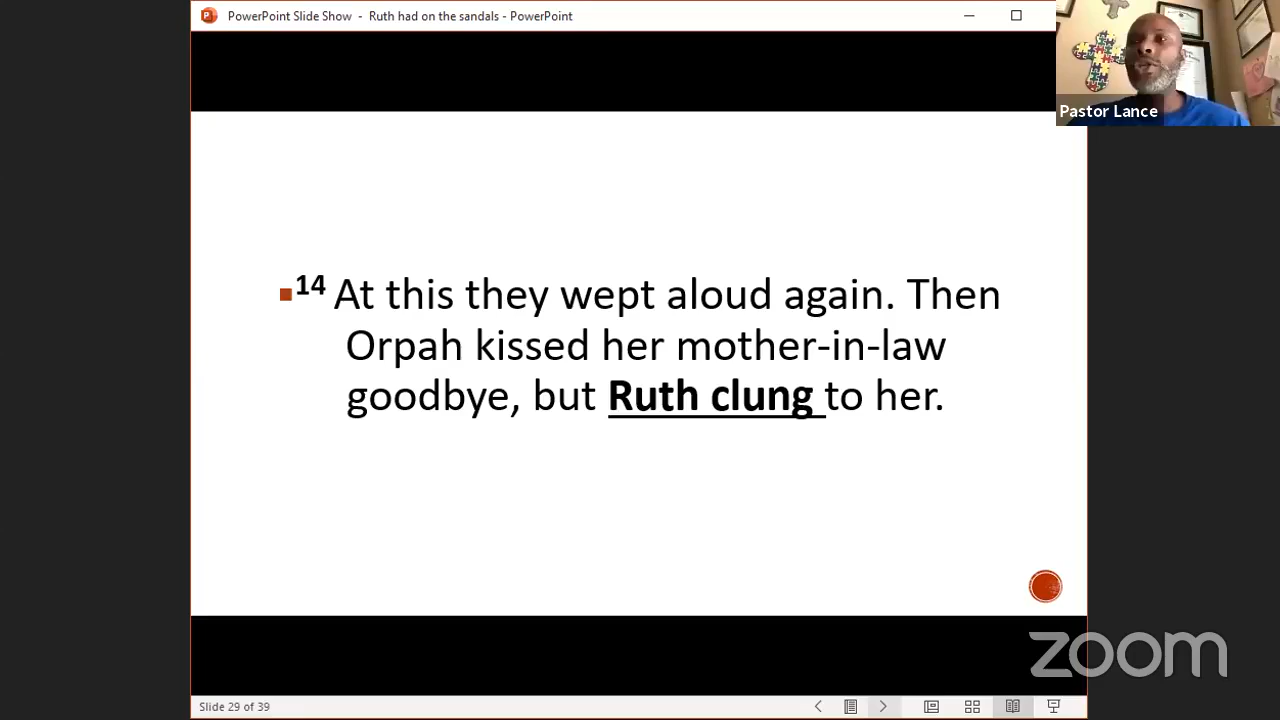 PowerPoint Slide Show - Ruth had on the sandals - PowerPoint
Pastor Lance
14 At this they wept aloud again. Then
Orpah kissed her mother-in-law
goodbye, but Ruth clung to her.
zoom
Slide 29 of 39